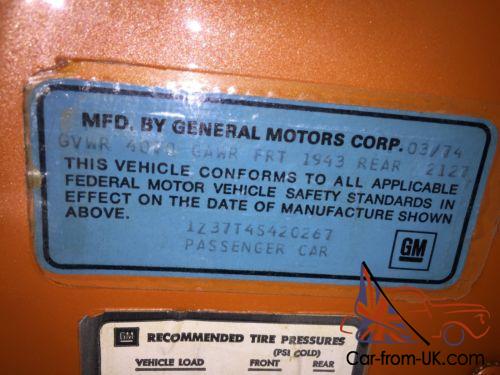 MFD. BY GENERAL MOTORS CORP. 03/74
GVWR 4070 GAWR FRT 1943 REAR 2127
THIS VEHICLE CONFORMS TO ALL APPLICABLE
FEDERAL MOTOR VEHICLE SAFETY STANDARDS IN
EFFECT ON THE DATE OF MANUFACTURE SHOWN
ABOVE.
1Z37T4S420267
PASSENGER CAR
GM
GM RECOMMENDED TIRE PRESSURES
(PSI COLD)
VEHICLE LOAD FRONT REAR
Car-from-UK.com